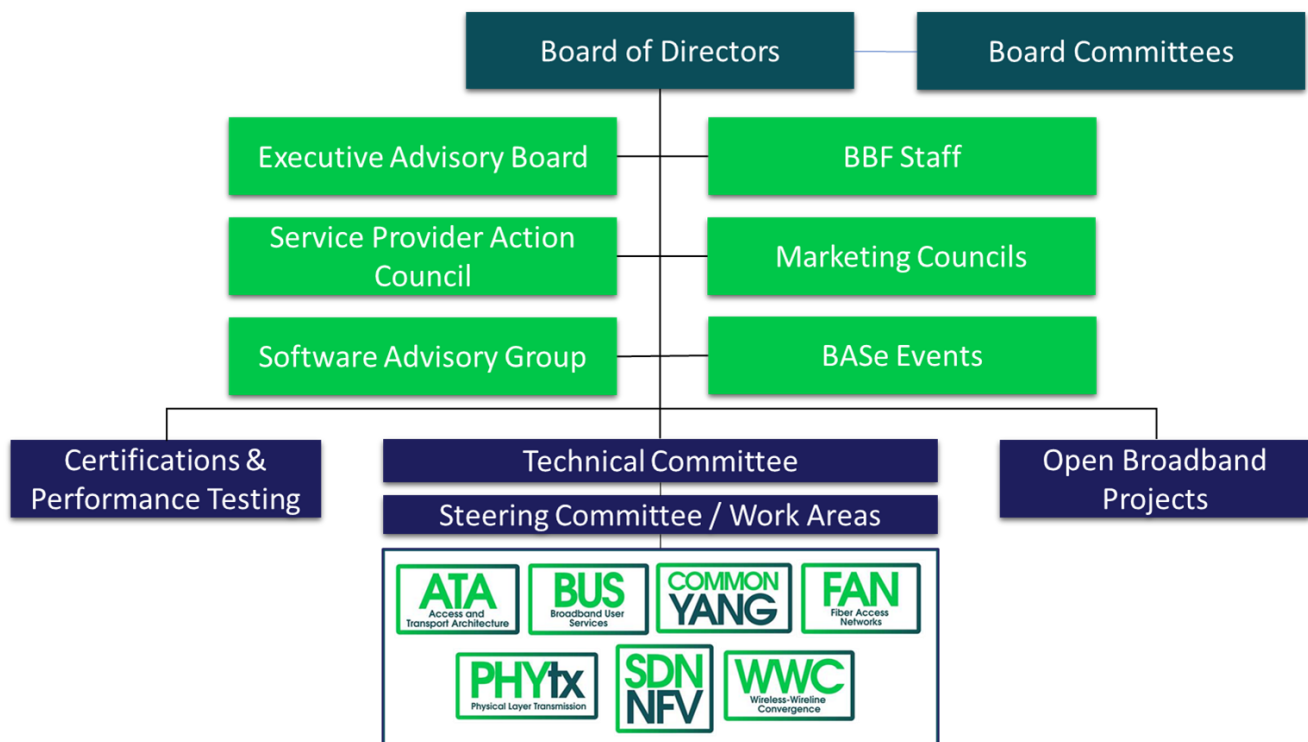 Board of Directors
Board Committees
Executive Advisory Board
BBF Staff
Service Provider Action
Council
Marketing Councils
Software Advisory Group
BASe Events
Certifications &
Performance Testing
Technical Committee
Open Broadband
Projects
Steering Committee / Work Areas
ATA
Access and
Transport Architecture
BUS
Broadband User
Services
COMMON
YANG
FAN
Fiber Access
Networks
PHYtx
Physical Layer Transmission
SDN
NFV
WWC
Wireless-Wireline
Convergence